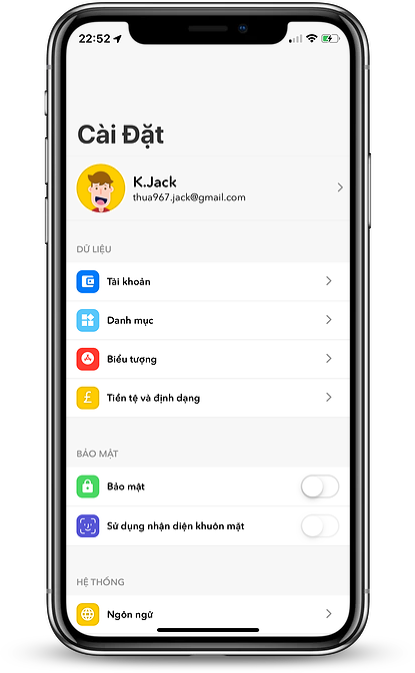 22:52
Cài Đặt
K.Jack
thua967.jack@gmail.com
DỮ LIỆU
Tài khoản
Danh mục
Biểu tượng
£
Tiền tệ và định dạng
BẢO MẬT
Bảo mật
Sử dụng nhận diện khuôn mặt
HỆ THỐNG
Ngôn ngữ